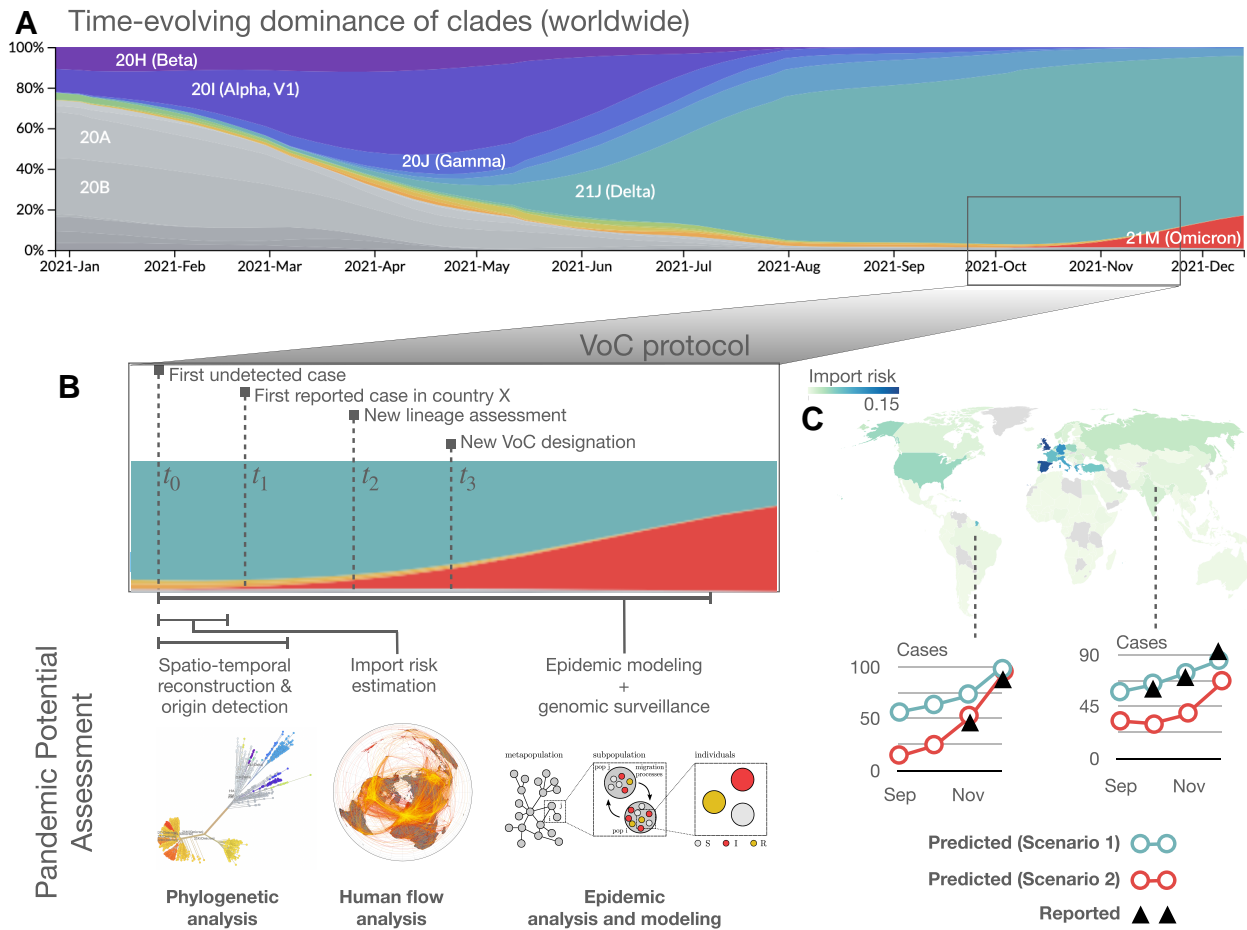 A
Time-evolving dominance of clades (worldwide)
100%
80%
60%
40%
20%
0%
20H (Beta)
20I (Alpha, V1)
20A
20B
20J (Gamma)
21J (Delta)
21M (Omicron)
2021-Jan
2021-Feb
2021-Mar
2021-Apr
2021-May
2021-Jun
2021-Jul
2021-Aug
2021-Sep
2021-Oct
2021-Nov
2021-Dec
VoC protocol
B
First undetected case
First reported case in country X
New lineage assessment
New VoC designation
t0
t1
t2
t3
Pandemic Potential
Assessment
Spatio-temporal
reconstruction &
origin detection
Import risk
estimation
Epidemic modeling
+
genomic surveillance
metapopulation
subpopulation
individuals
pop j
migration
processes
pop i
j
i
S
I
R
Phylogenetic
analysis
Human flow
analysis
Epidemic
analysis and modeling
Import risk
0.15
C
Cases
100
50
0
Sep
Nov
Cases
90
45
0
Sep
Nov
Predicted (Scenario 1)
Predicted (Scenario 2)
Reported